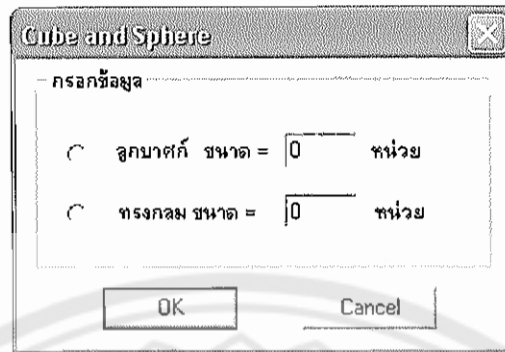 Cube and Sphere
กรอกข้อมูล
ลูกบาศก์ ขนาด = 0 หน่วย
ทรงกลม ขนาด = 0 หน่วย
OK Cancel